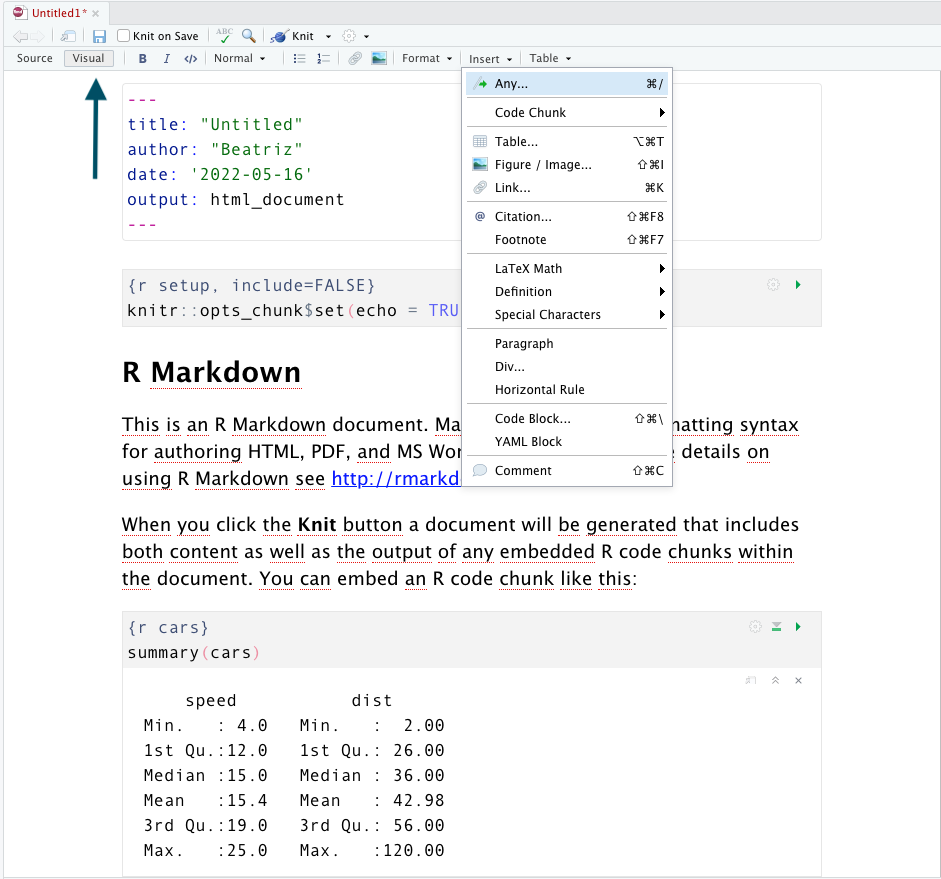 Untitled1*
Knit on Save ABC Knit
Source Visual B I </> Normal Format Insert Table
Any... ⌘/
Code Chunk
Table... ⌥⌘T
Figure / Image... ⇧⌘I
Link... ⌘K
@ Citation... ⇧⌘F8
Footnote ⇧⌘F7
LaTeX Math
Definition
Special Characters
Paragraph
Div...
Horizontal Rule
Code Block... ⇧⌘\
YAML Block
Comment ⇧⌘C
---
title: "Untitled"
author: "Beatriz"
date: '2022-05-16'
output: html_document
---
{r setup, include=FALSE}
knitr::opts_chunk$set(echo = TRU
R Markdown
This is an R Markdown document. Ma matting syntax
for authoring HTML, PDF, and MS Wor details on
using R Markdown see http://rmarkd
When you click the Knit button a document will be generated that includes
both content as well as the output of any embedded R code chunks within
the document. You can embed an R code chunk like this:
{r cars}
summary(cars)
speed dist
Min. : 4.0 Min. : 2.00
1st Qu.:12.0 1st Qu.: 26.00
Median :15.0 Median : 36.00
Mean :15.4 Mean : 42.98
3rd Qu.:19.0 3rd Qu.: 56.00
Max. :25.0 Max. :120.00